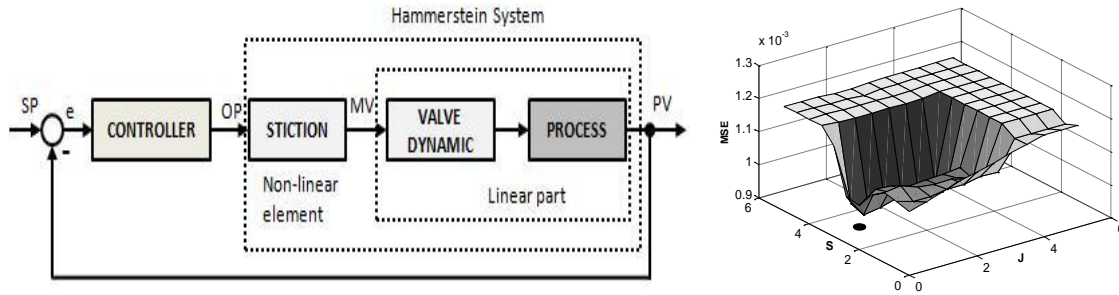 Hammerstein System
SP
e
-
CONTROLLER
OP
STICTION
MV
VALVE
DYNAMIC
PROCESS
PV
Non-linear
element
Linear part
x 10-3
1.3
1.2
1.1
1
0.9
MSE
6
4
2
0
S
0
2
4
6
J